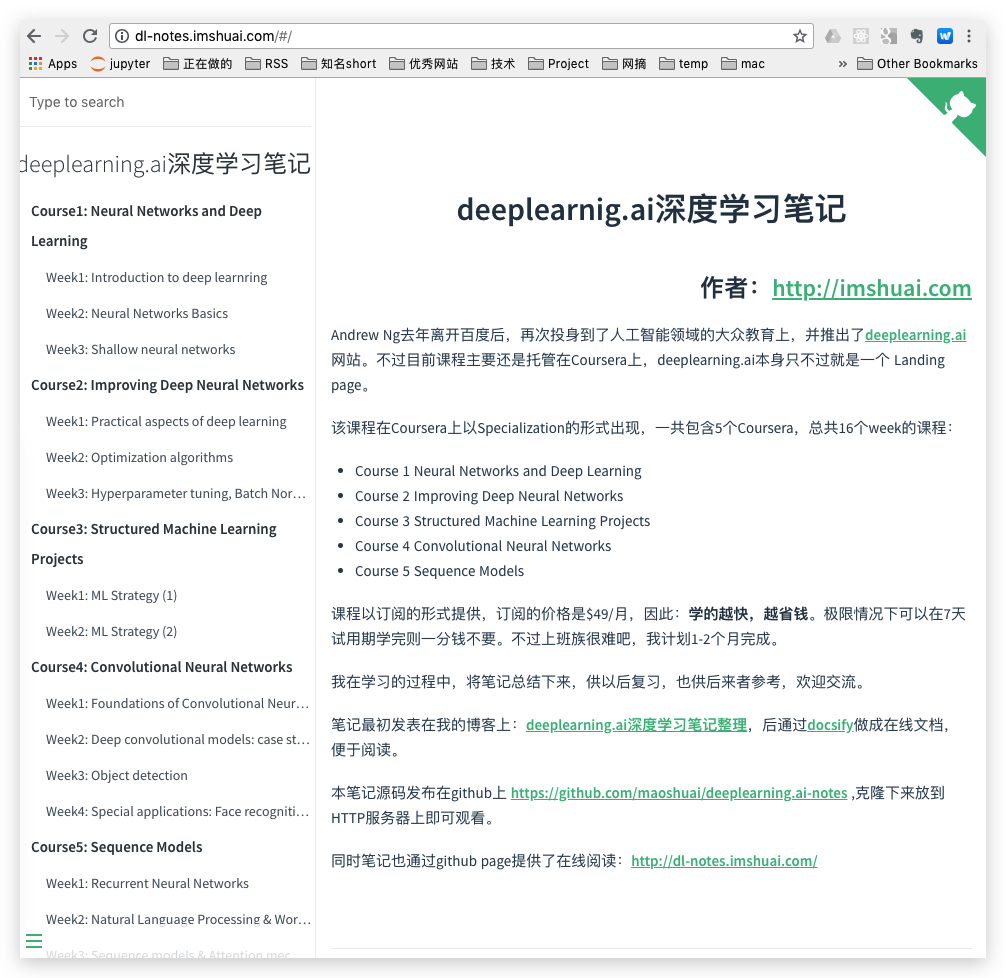 dl-notes.imshuai.com/#/
Apps jupyter 正在做的 RSS 知名short 优秀网站 技术 Project 网摘 temp mac » Other Bookmarks
Type to search
deeplearning.ai深度学习笔记
Course1: Neural Networks and Deep
Learning
Week1: Introduction to deep learnring
Week2: Neural Networks Basics
Week3: Shallow neural networks
Course2: Improving Deep Neural Networks
Week1: Practical aspects of deep learning
Week2: Optimization algorithms
Week3: Hyperparameter tuning, Batch Nor…
Course3: Structured Machine Learning
Projects
Week1: ML Strategy (1)
Week2: ML Strategy (2)
Course4: Convolutional Neural Networks
Week1: Foundations of Convolutional Neur…
Week2: Deep convolutional models: case st…
Week3: Object detection
Week4: Special applications: Face recogniti…
Course5: Sequence Models
Week1: Recurrent Neural Networks
Week2: Natural Language Processing & Wor…
Week3: Sequence models & Attention mec
deeplearnig.ai深度学习笔记
作者：http://imshuai.com
Andrew Ng去年离开百度后，再次投身到了人工智能领域的大众教育上，并推出了deeplearning.ai
网站。不过目前课程主要还是托管在Coursera上，deeplearning.ai本身只不过就是一个 Landing
page。
该课程在Coursera上以Specialization的形式出现，一共包含5个Coursera，总共16个week的课程：
• Course 1 Neural Networks and Deep Learning
• Course 2 Improving Deep Neural Networks
• Course 3 Structured Machine Learning Projects
• Course 4 Convolutional Neural Networks
• Course 5 Sequence Models
课程以订阅的形式提供，订阅的价格是$49/月，因此：学的越快，越省钱。极限情况下可以在7天
试用期学完则一分钱不要。不过上班族很难吧，我计划1-2个月完成。
我在学习的过程中，将笔记总结下来，供以后复习，也供后来者参考，欢迎交流。
笔记最初发表在我的博客上：deeplearning.ai深度学习笔记整理，后通过docsify做成在线文档，
便于阅读。
本笔记源码发布在github上 https://github.com/maoshuai/deeplearning.ai-notes ,克隆下来放到
HTTP服务器上即可观看。
同时笔记也通过github page提供了在线阅读：http://dl-notes.imshuai.com/